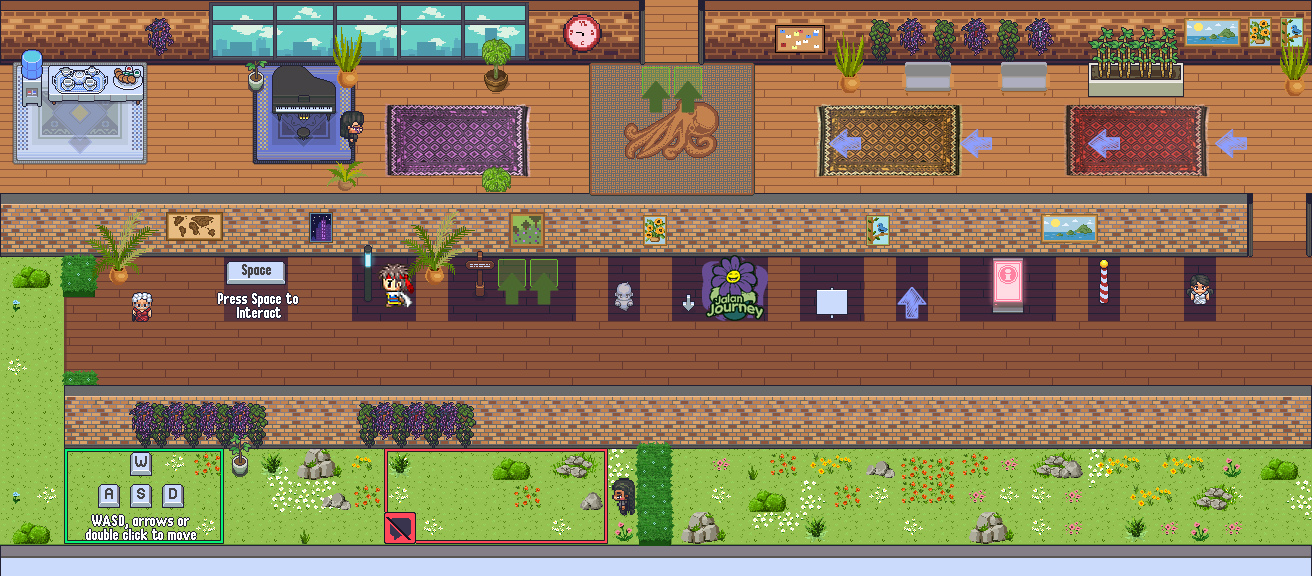 Space
Press Space to
Interact
Jalan
Journey
W
A S D
WASD, arrows or
double click to move